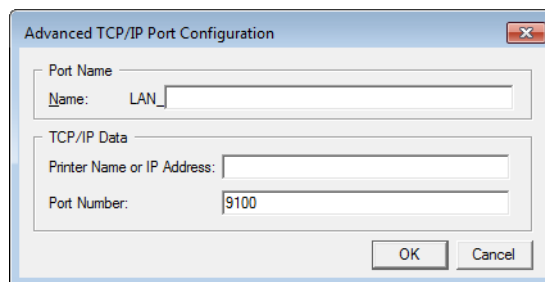 Advanced TCP/IP Port Configuration
Port Name
Name: LAN_
TCP/IP Data
Printer Name or IP Address:
Port Number: 9100
OK Cancel